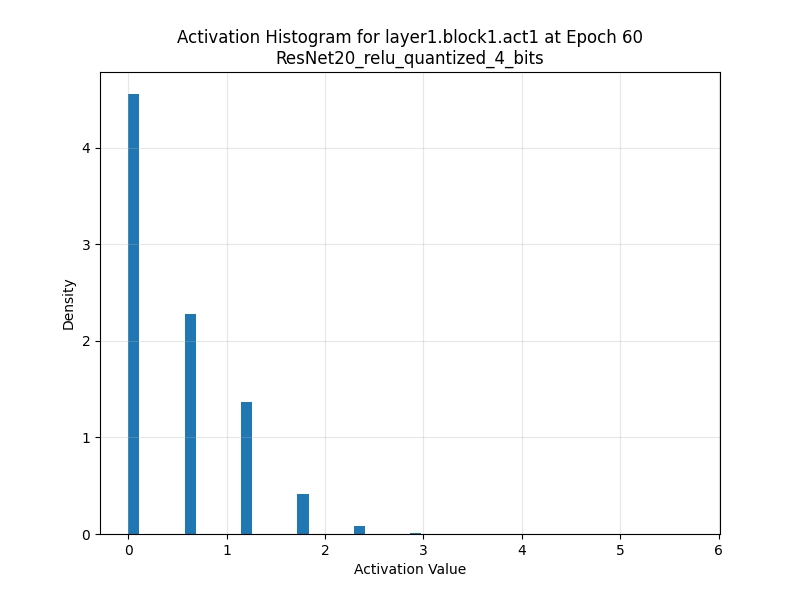 Activation Histogram for layer1.block1.act1 at Epoch 60
ResNet20_relu_quantized_4_bits
4
3
2
1
0
Density
0 1 2 3 4 5 6
Activation Value